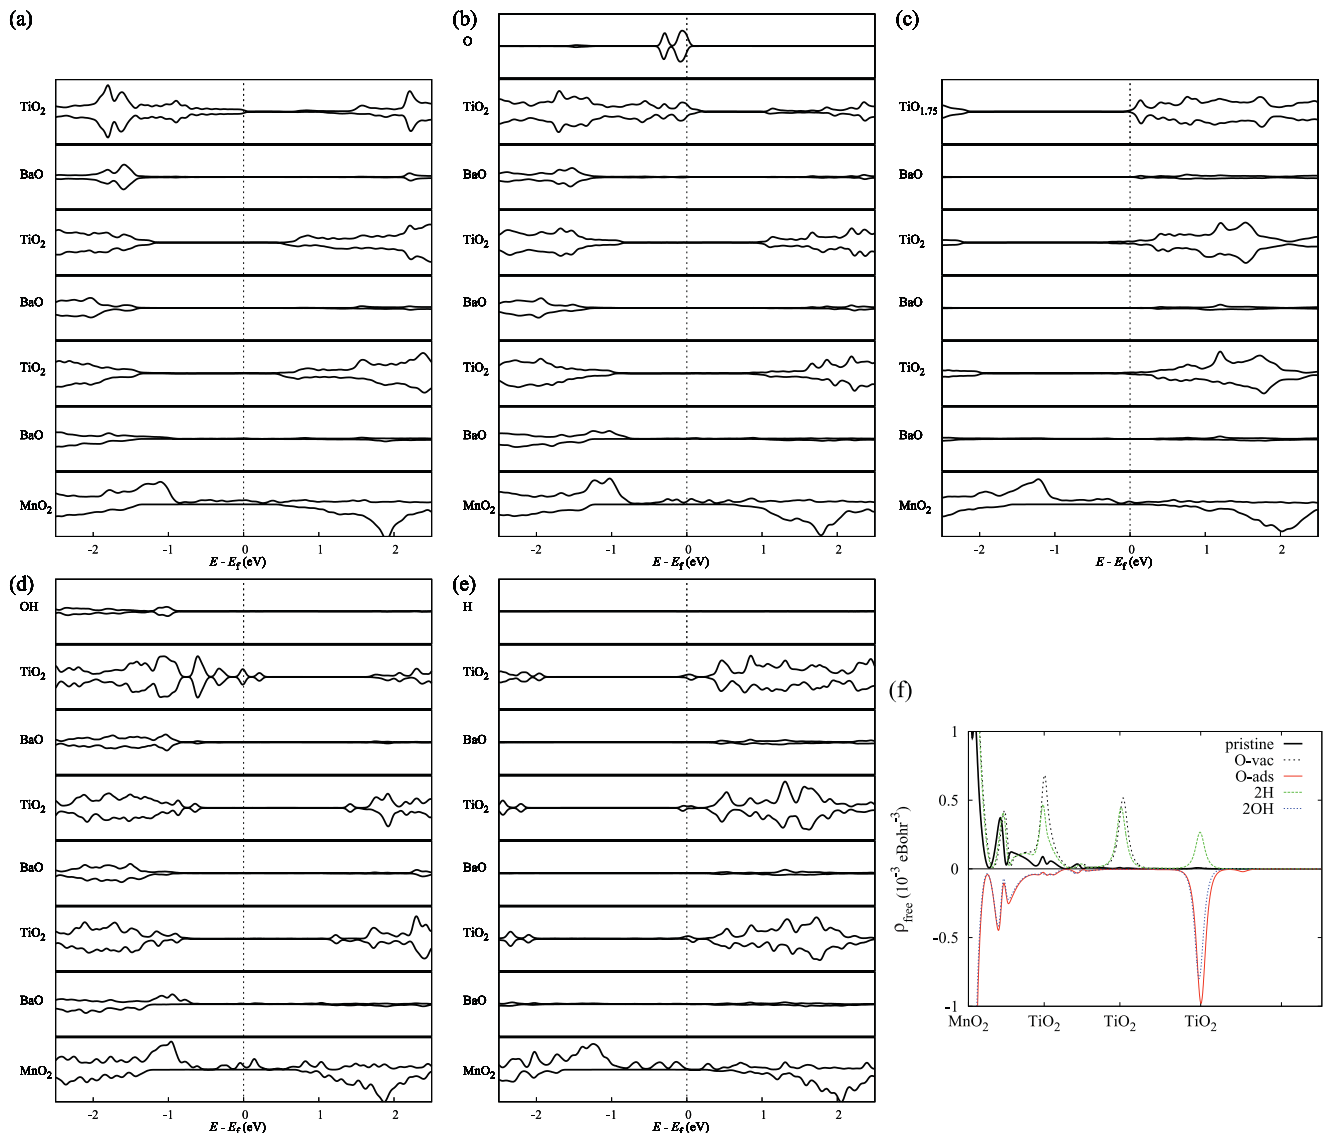 (a)
TiO2
BaO
TiO2
BaO
TiO2
BaO
MnO2
-2 -1 0 1 2
E - Ef (eV)
(b)
O
TiO2
BaO
TiO2
BaO
TiO2
BaO
MnO2
-2 -1 0 1 2
E - Ef (eV)
(c)
TiO1.75
BaO
TiO2
BaO
TiO2
BaO
MnO2
-2 -1 0 1 2
E - Ef (eV)
(d)
OH
TiO2
BaO
TiO2
BaO
TiO2
BaO
MnO2
-2 -1 0 1 2
E - Ef (eV)
(e)
H
TiO2
BaO
TiO2
BaO
TiO2
BaO
MnO2
-2 -1 0 1 2
E - Ef (eV)
(f)
ρfree (10-3 eBohr-3)
1
0.5
0
-0.5
-1
pristine
O-vac
O-ads
2H
2OH
MnO2 TiO2 TiO2 TiO2